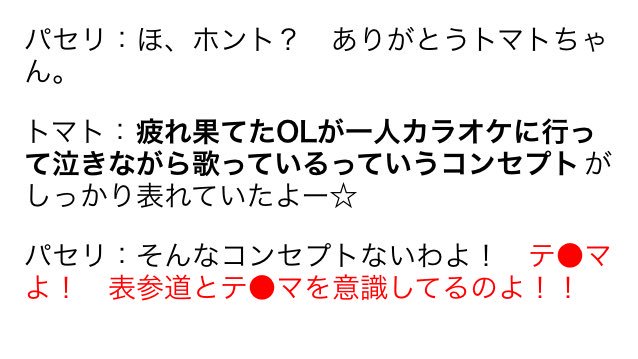 パセリ：ほ、ホント？　ありがとうトマトちゃ
ん。
トマト：疲れ果てたOLが一人カラオケに行っ
て泣きながら歌っているっていうコンセプトが
しっかり表れていたよー☆
パセリ：そんなコンセプトないわよ！　テ●マ
よ！　表参道とテ●マを意識してるのよ！！